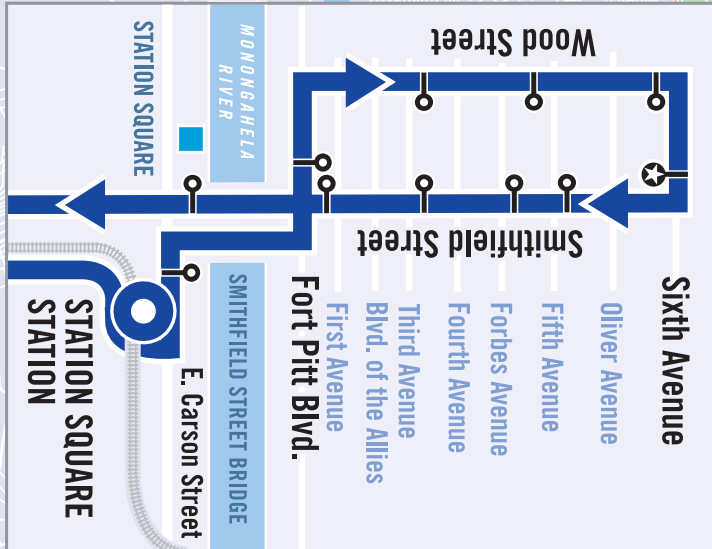 Wood Street
MONONGAHELA
RIVER
STATION SQUARE
Smithfield Street
Sixth Avenue
Oliver Avenue
Fifth Avenue
Forbes Avenue
Fourth Avenue
Third Avenue
Blvd. of the Allies
First Avenue
Fort Pitt Blvd.
SMITHFIELD STREET BRIDGE
E. Carson Street
STATION SQUARE
STATION